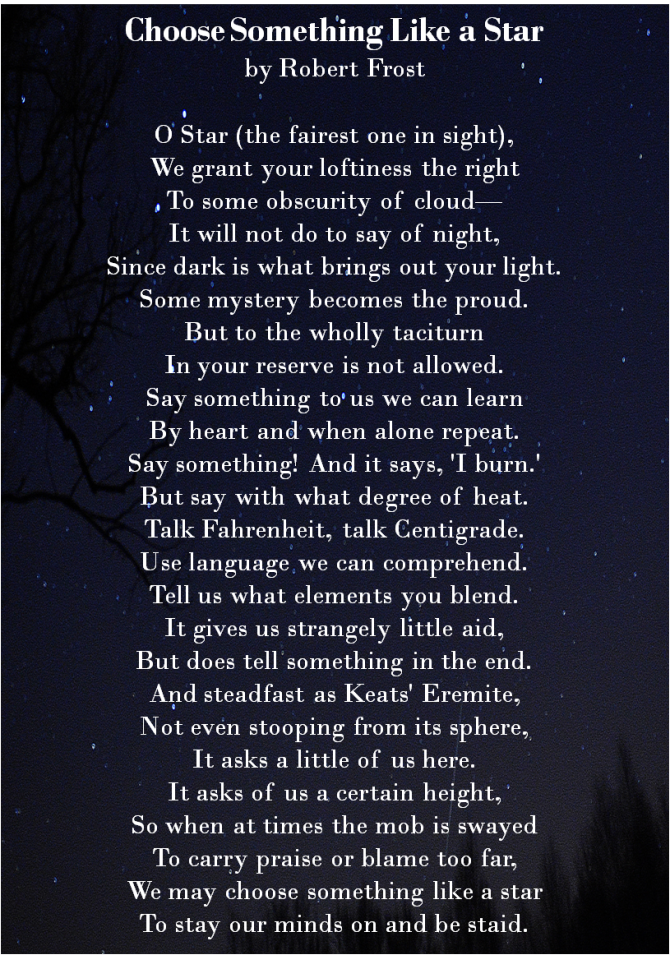 Choose Something Like a Star
by Robert Frost
O Star (the fairest one in sight),
We grant your loftiness the right
To some obscurity of cloud—
It will not do to say of night,
Since dark is what brings out your light.
Some mystery becomes the proud.
But to the wholly taciturn
In your reserve is not allowed.
Say something to us we can learn
By heart and when alone repeat.
Say something! And it says, 'I burn.'
But say with what degree of heat.
Talk Fahrenheit, talk Centigrade.
Use language we can comprehend.
Tell us what elements you blend.
It gives us strangely little aid,
But does tell something in the end.
And steadfast as Keats' Eremite,
Not even stooping from its sphere,
It asks a little of us here.
It asks of us a certain height,
So when at times the mob is swayed
To carry praise or blame too far,
We may choose something like a star
To stay our minds on and be staid.